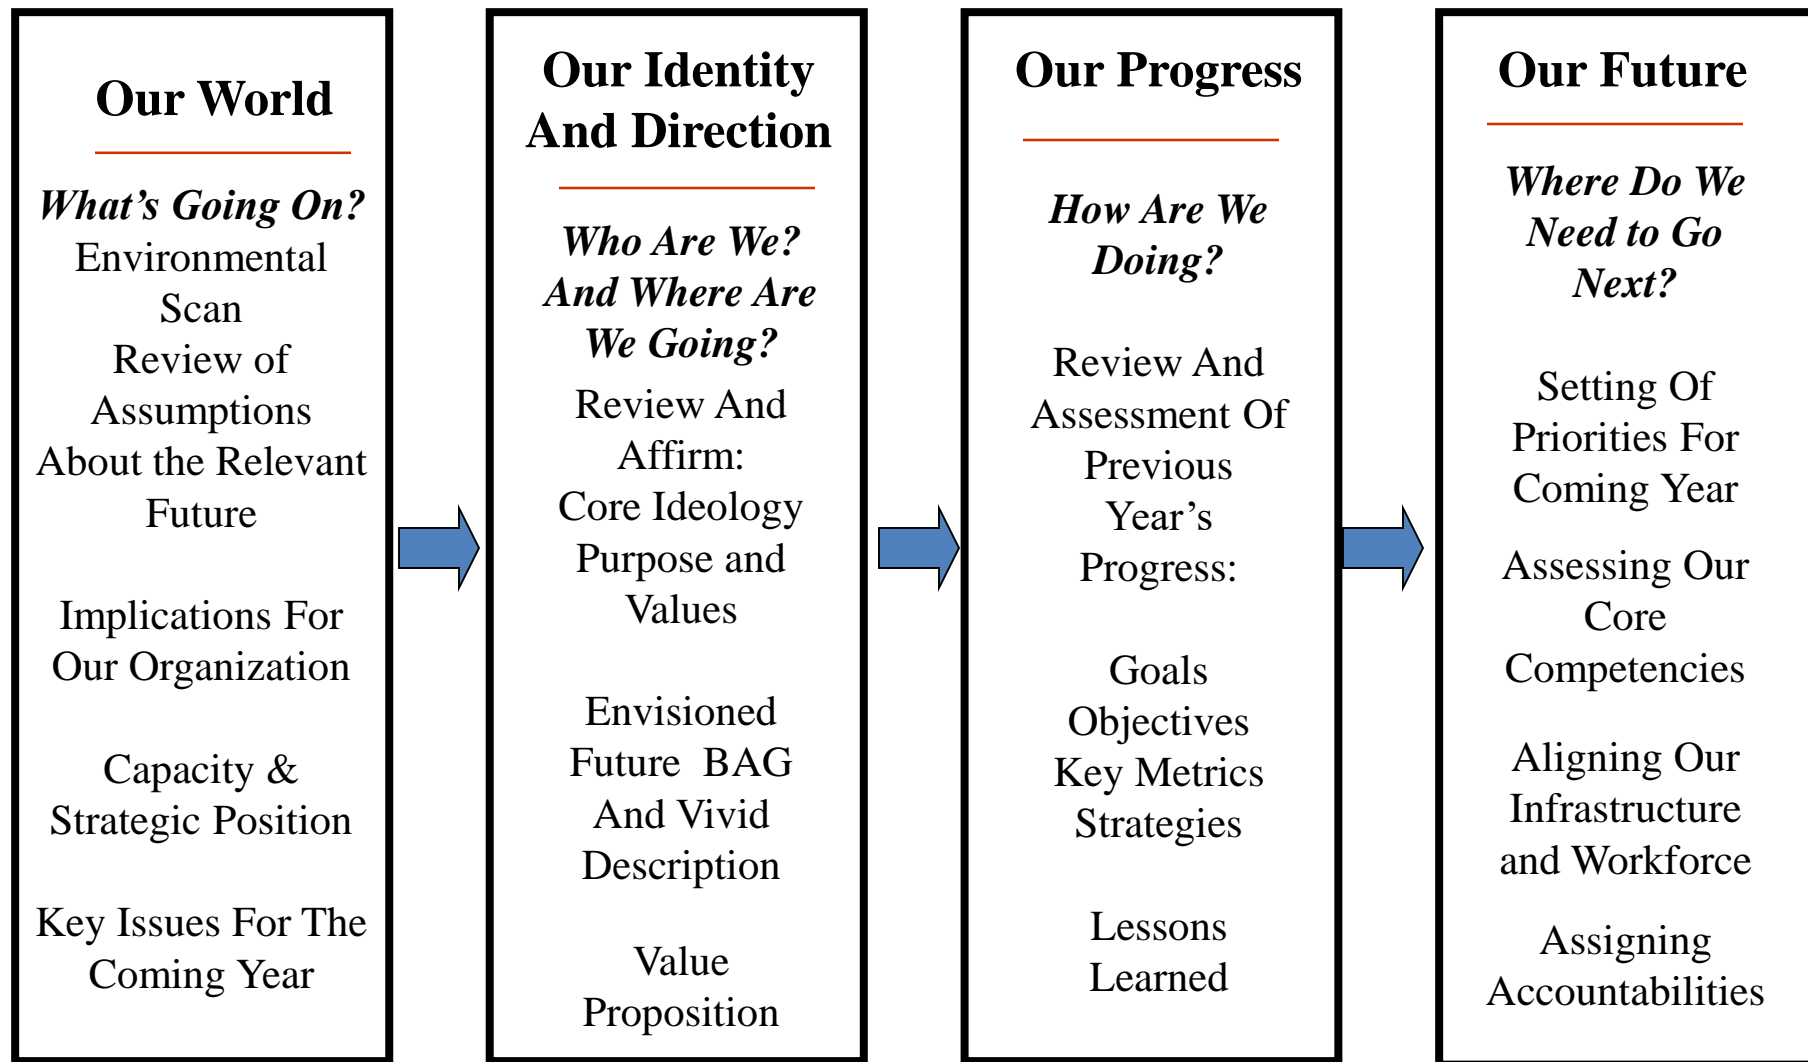 Our World
What's Going On?
Environmental
Scan
Review of
Assumptions
About the Relevant
Future
Implications For
Our Organization
Capacity &
Strategic Position
Key Issues For The
Coming Year
Our Identity
And Direction
Who Are We?
And Where Are
We Going?
Review And
Affirm:
Core Ideology
Purpose and
Values
Envisioned
Future BAG
And Vivid
Description
Value
Proposition
Our Progress
How Are We
Doing?
Review And
Assessment Of
Previous
Year's
Progress:
Goals
Objectives
Key Metrics
Strategies
Lessons
Learned
Our Future
Where Do We
Need to Go
Next?
Setting Of
Priorities For
Coming Year
Assessing Our
Core
Competencies
Aligning Our
Infrastructure
and Workforce
Assigning
Accountabilities